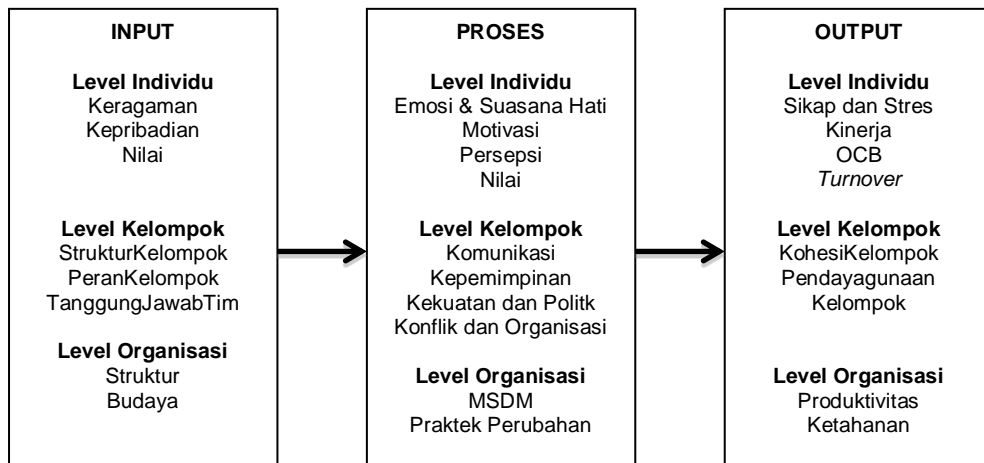 INPUT
Level Individu
Keragaman
Kepribadian
Nilai
Level Kelompok
StrukturKelompok
PeranKelompok
TanggungJawabTim
Level Organisasi
Struktur
Budaya
PROSES
Level Individu
Emosi & Suasana Hati
Motivasi
Persepsi
Nilai
Level Kelompok
Komunikasi
Kepemimpinan
Kekuatan dan Politk
Konflik dan Organisasi
Level Organisasi
MSDM
Praktek Perubahan
OUTPUT
Level Individu
Sikap dan Stres
Kinerja
OCB
Turnover
Level Kelompok
KohesiKelompok
Pendayagunaan
Kelompok
Level Organisasi
Produktivitas
Ketahanan